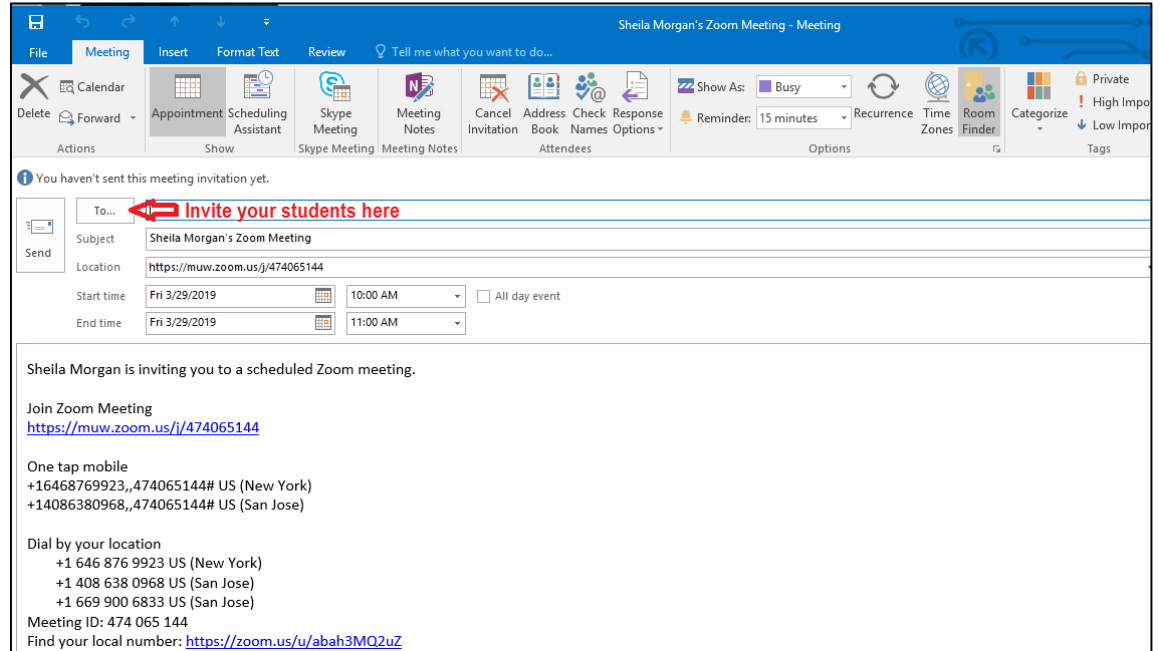 Sheila Morgan's Zoom Meeting - Meeting
File Meeting Insert Format Text Review Tell me what you want to do...
Delete Calendar Forward Appointment Scheduling Assistant Skype Meeting Meeting Notes Cancel Invitation Address Book Check Names Response Options Show As: Busy Reminder: 15 minutes Recurrence Time Zones Room Finder Categorize Private High Impo Low Impor
Actions Show Skype Meeting Meeting Notes Attendees Options Tags
You haven't sent this meeting invitation yet.
To... Invite your students here
Send
Subject Sheila Morgan's Zoom Meeting
Location https://muw.zoom.us/j/474065144
Start time Fri 3/29/2019 10:00 AM All day event
End time Fri 3/29/2019 11:00 AM
Sheila Morgan is inviting you to a scheduled Zoom meeting.
Join Zoom Meeting
https://muw.zoom.us/j/474065144
One tap mobile
+16468769923,,474065144# US (New York)
+14086380968,,474065144# US (San Jose)
Dial by your location
+1 646 876 9923 US (New York)
+1 408 638 0968 US (San Jose)
+1 669 900 6833 US (San Jose)
Meeting ID: 474 065 144
Find your local number: https://zoom.us/u/abah3MQ2uZ